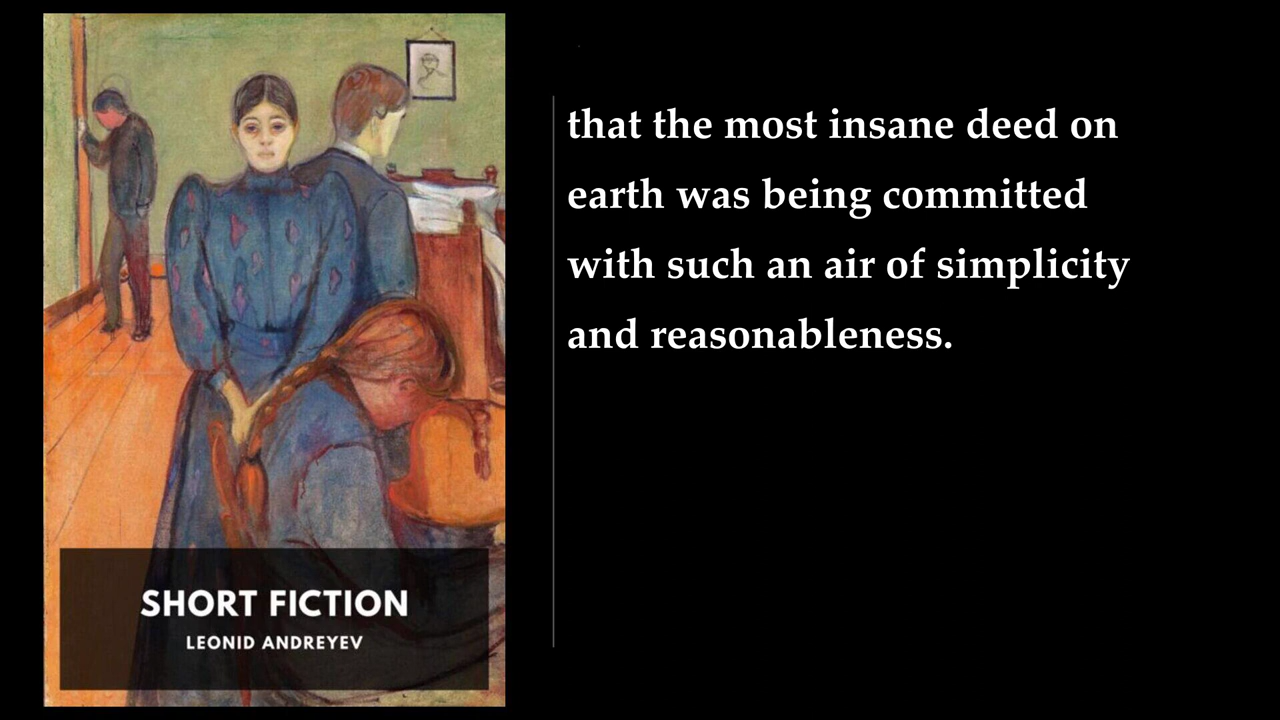 that the most insane deed on
earth was being committed
with such an air of simplicity
and reasonableness.
SHORT FICTION
LEONID ANDREYEV